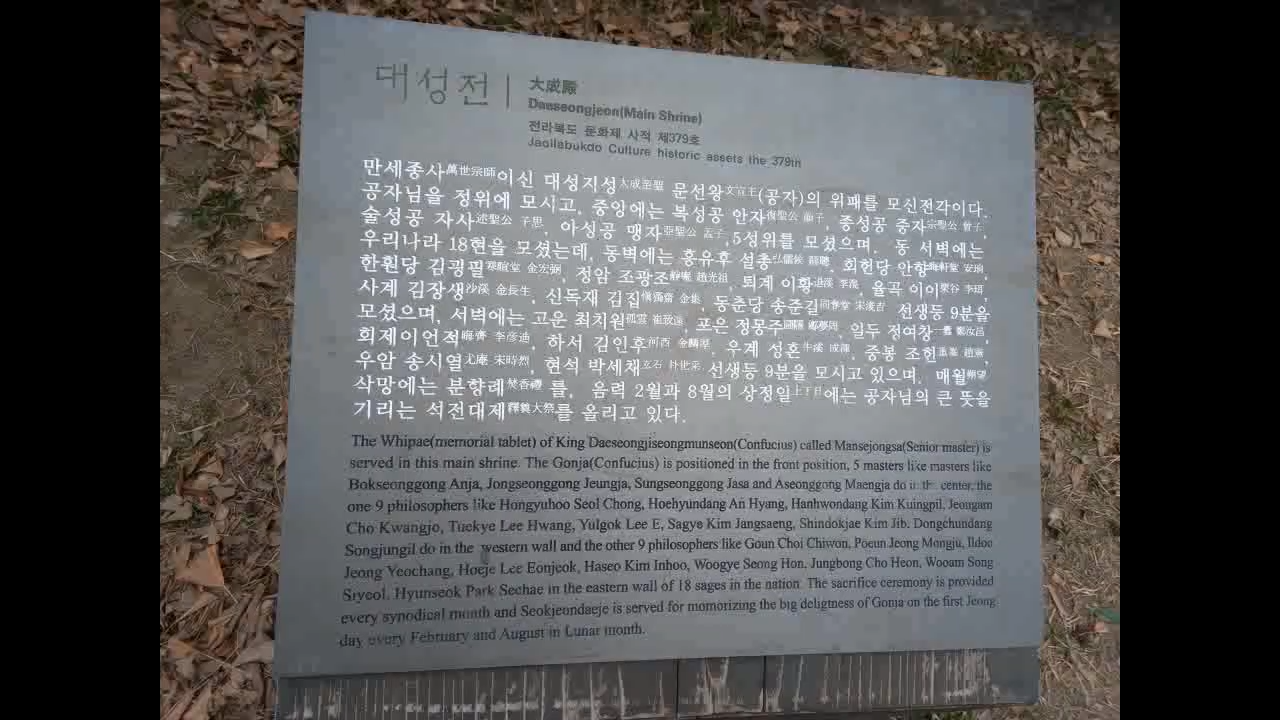 대성전
大成殿
Daeseongjeon(Main Shrine)
전라북도 문화제 사적 제379호
Jaollabukdo Culture historic assets the 379th
만세종사萬世宗師이신 대성지성大成至聖 문선왕文宣王(공자)의 위패를 모신전각이다.
공자님을 정위에 모시고, 중앙에는 복성공 안자復聖公 顔子, 종성공 증자宗聖公 曾子,
술성공 자사述聖公 子思, 아성공 맹자亞聖公 孟子,5성위를 모셨으며, 동 서벽에는
우리나라 18현을 모셨는데, 동벽에는 홍유후 설총弘儒侯 薛聰, 회헌당 안향晦軒堂 安珦,
한훤당 김굉필寒暄堂 金宏弼, 정암 조광조靜庵 趙光祖, 퇴계 이황退溪 李滉, 율곡 이이栗谷 李珥,
사계 김장생沙溪 金長生, 신독재 김집愼獨齋 金集, 동춘당 송준길同春堂 宋浚吉 선생등 9분을
모셨으며, 서벽에는 고운 최치원孤雲 崔致遠, 포은 정몽주圃隱 鄭夢周, 일두 정여창一蠹 鄭汝昌,
회제이언적晦齊 李彦迪, 하서 김인후河西 金麟厚, 우계 성혼牛溪 成渾, 중봉 조헌重峯 趙憲,
우암 송시열尤庵 宋時烈, 현석 박세채玄石 朴世采 선생등 9분을 모시고 있으며, 매월朔望
삭망에는 분향례焚香禮 를, 음력 2월과 8월의 상정일上丁日에는 공자님의 큰 뜻을
기리는 석전대제釋奠大祭를 올리고 있다.
The Whipae(memorial tablet) of King Daeseongjiseongmunseon(Confucius) called Mansejongsa(Senior master) is
served in this main shrine. The Gonja(Confucius) is positioned in the front position, 5 masters like masters like
Bokseonggong Anja, Jongseonggong Jeungja, Sungseonggong Jasa and Aseonggong Maengja do in the center, the
one 9 philosophers like Hongyuhoo Seol Chong, Hoehyundang An Hyang, Hanhwondang Kim Kuingpil, Jeongam
Cho Kwangjo, Tuekye Lee Hwang, Yulgok Lee E, Sagye Kim Jangsaeng, Shindokjae Kim Jib, Dongchundang
Songjungil do in the western wall and the other 9 philosophers like Goun Choi Chiwon, Poeun Jeong Mongju, Ildoo
Jeong Yeochang, Hoeje Lee Eonjeok, Haseo Kim Inhoo, Woogye Seong Hon, Jungbong Cho Heon, Wooam Song
Siyeol, Hyunseok Park Sechae in the eastern wall of 18 sages in the nation. The sacrifice ceremony is provided
every synodical month and Seokjeondaeje is served for momorizing the big deligtness of Gonja on the first Jeong
day every February and August in Lunar month.